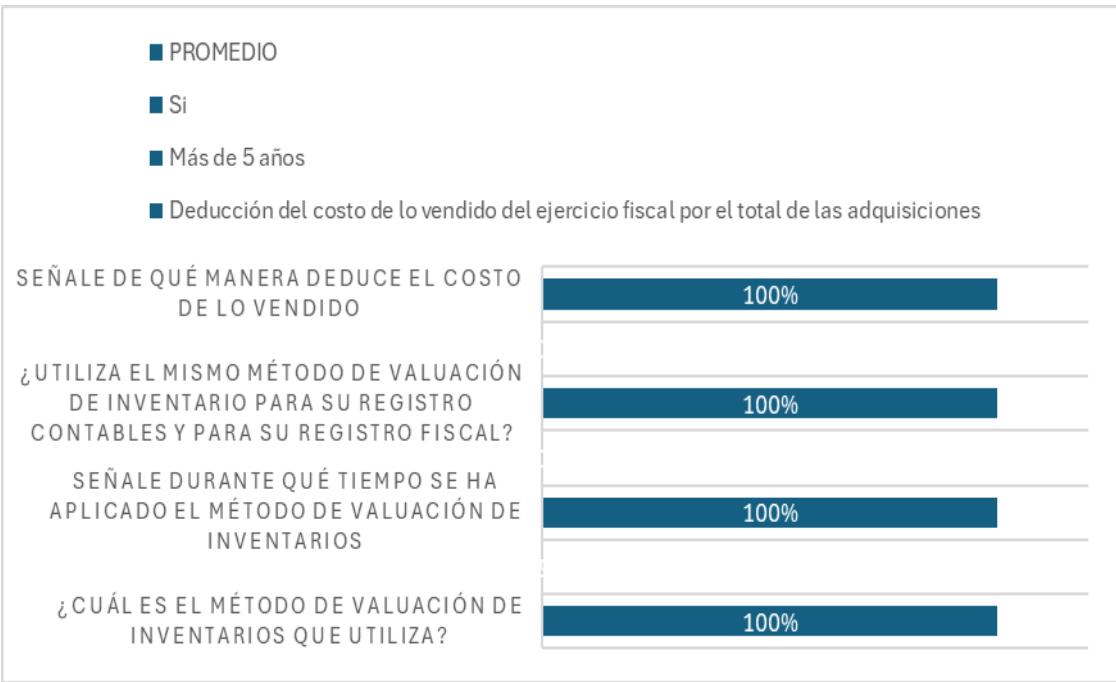 PROMEDIO
Si
Más de 5 años
Deducción del costo de lo vendido del ejercicio fiscal por el total de las adquisiciones
SEÑALE DE QUÉ MANERA DEDUCE EL COSTO
DE LO VENDIDO
100%
¿UTILIZA EL MISMO MÉTODO DE VALUACIÓN
DE INVENTARIO PARA SU REGISTRO
CONTABLES Y PARA SU REGISTRO FISCAL?
100%
SEÑALE DURANTE QUÉ TIEMPO SE HA
APLICADO EL MÉTODO DE VALUACIÓN DE
INVENTARIOS
100%
¿CUÁL ES EL MÉTODO DE VALUACIÓN DE
INVENTARIOS QUE UTILIZA?
100%